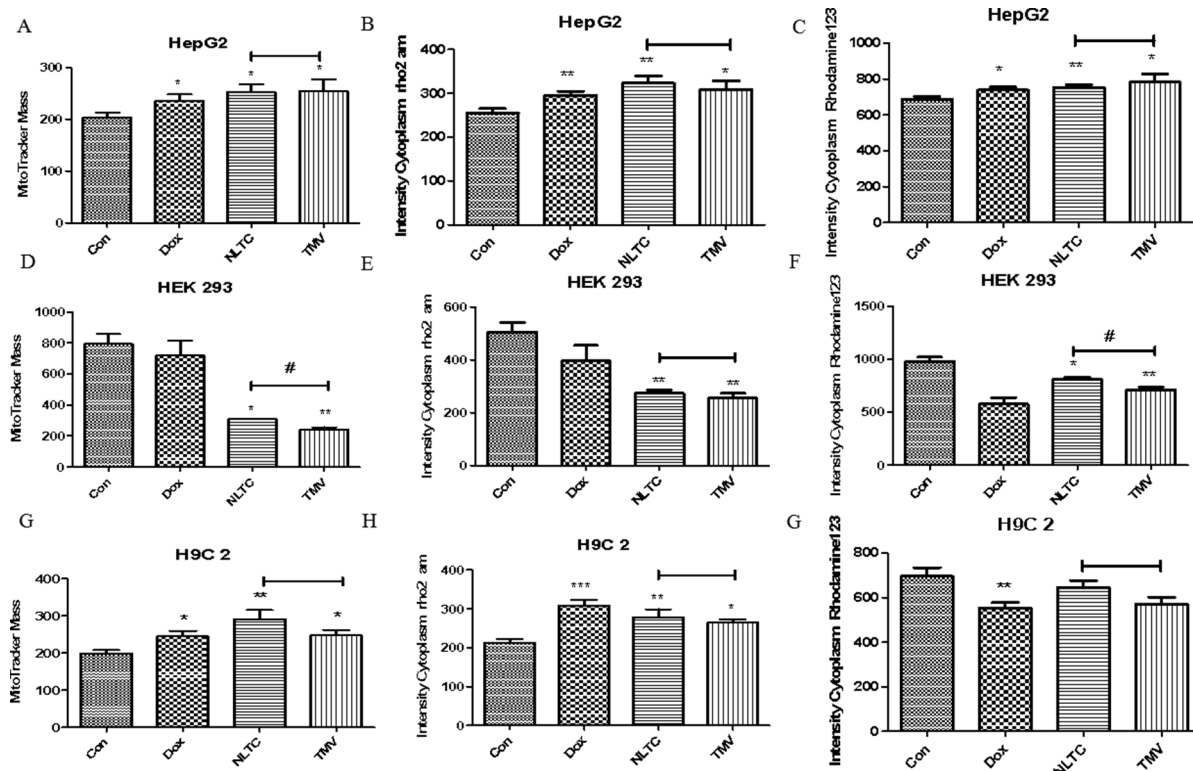 A
HepG2
MitoTracker Mass
300
200
100
0
*
*
*
Con
Dox
NLTC
TMV
B
HepG2
Intensity Cytoplasm rho2 am
400
300
200
100
0
**
**
*
Con
Dox
NLTC
TMV
C
HepG2
Intensity Cytoplasm Rhodamine123
1000
800
600
400
200
0
*
**
*
Con
Dox
NLTC
TMV
D
HEK 293
MitoTracker Mass
1000
800
600
400
200
0
#
*
**
Con
Dox
NLTC
TMV
E
HEK 293
Intensity Cytoplasm rho2 am
600
400
200
0
**
**
Con
Dox
NLTC
TMV
F
HEK 293
Intensity Cytoplasm Rhodamine123
1500
1000
500
0
#
*
**
Con
Dox
NLTC
TMV
G
H9C 2
MitoTracker Mass
400
300
200
100
0
*
**
*
Con
Dox
NLTC
TMV
H
H9C 2
Intensity Cytoplasm rho2 am
400
300
200
100
0
***
**
*
Con
Dox
NLTC
TMV
G
H9C 2
Intensity Cytoplasm Rhodamine123
800
600
400
200
0
**
Con
Dox
NLTC
TMV